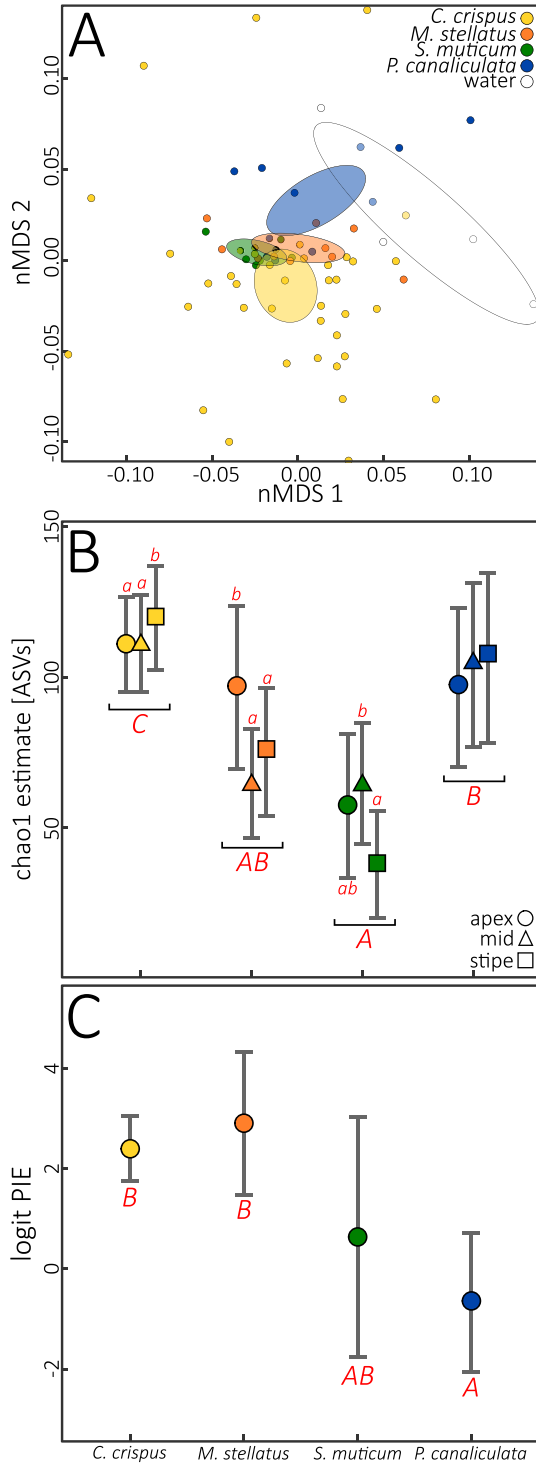 A
C. crispus
M. stellatus
S. muticum
P. canaliculata
water
nMDS 2
0.10
0.05
0.00
-0.05
-0.10
-0.10
-0.05
0.00
0.05
0.10
nMDS 1
B
chao1 estimate [ASVs]
150
100
50
a a b
C
b
a
a
AB
b
a
ab
A
B
apex
mid
stipe
C
logit PIE
4
2
0
-2
B
B
AB
A
C. crispus M. stellatus S. muticum P. canaliculata